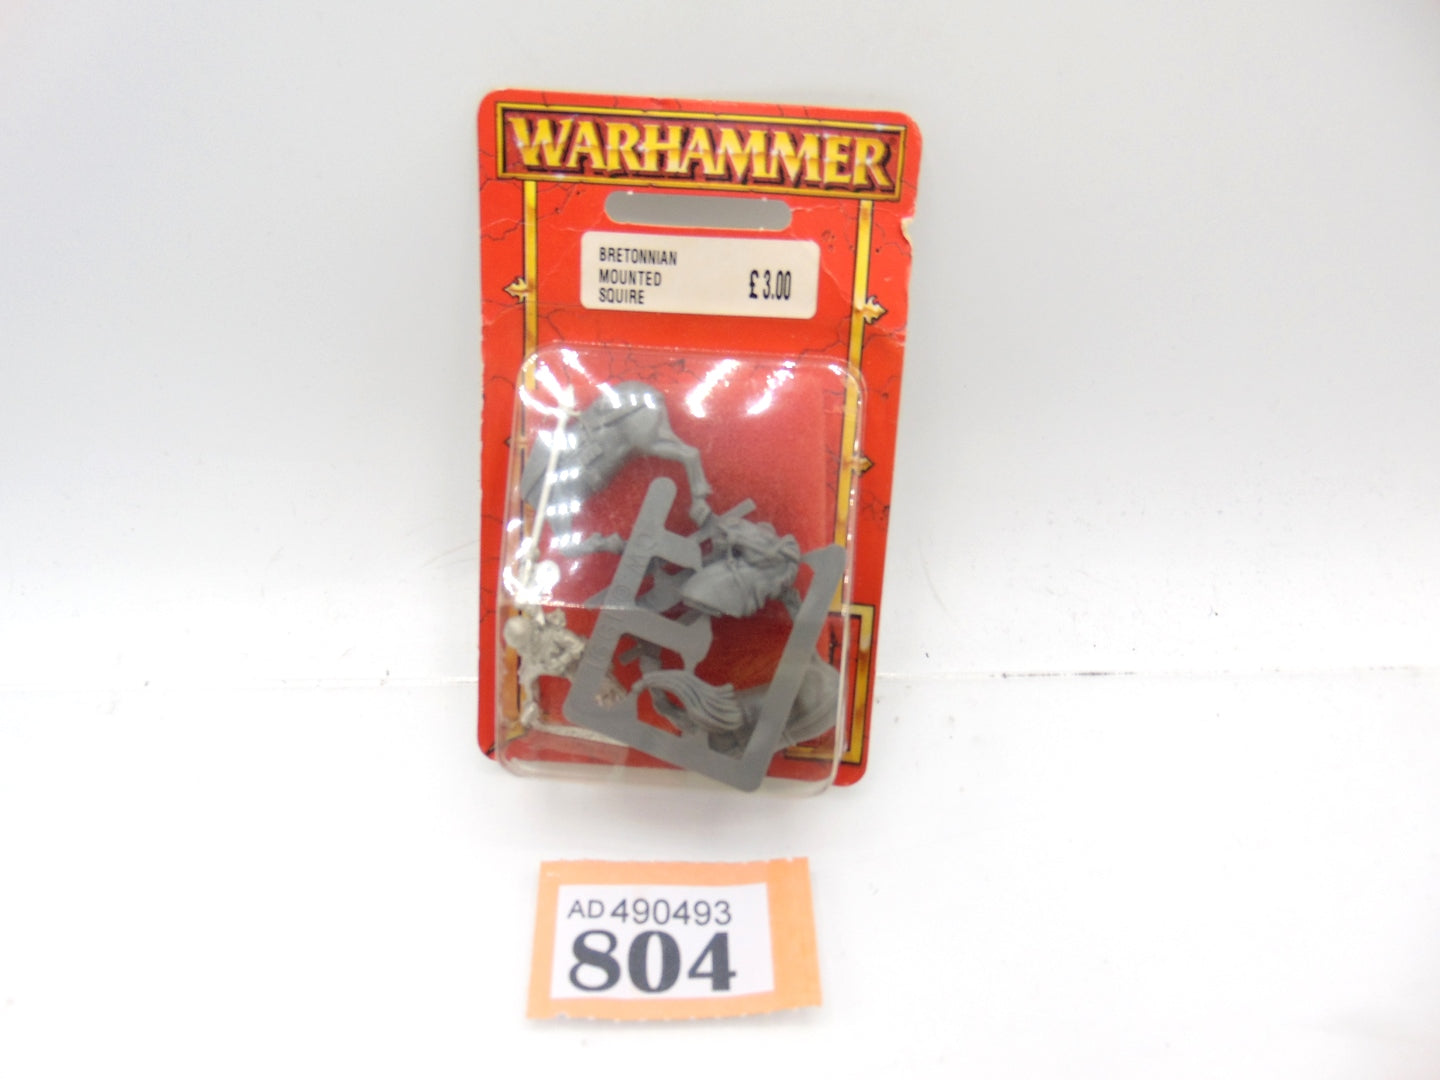 WARHAMMER
BRETONNIAN
MOUNTED
SQUIRE
£3.00
AD 490493
804